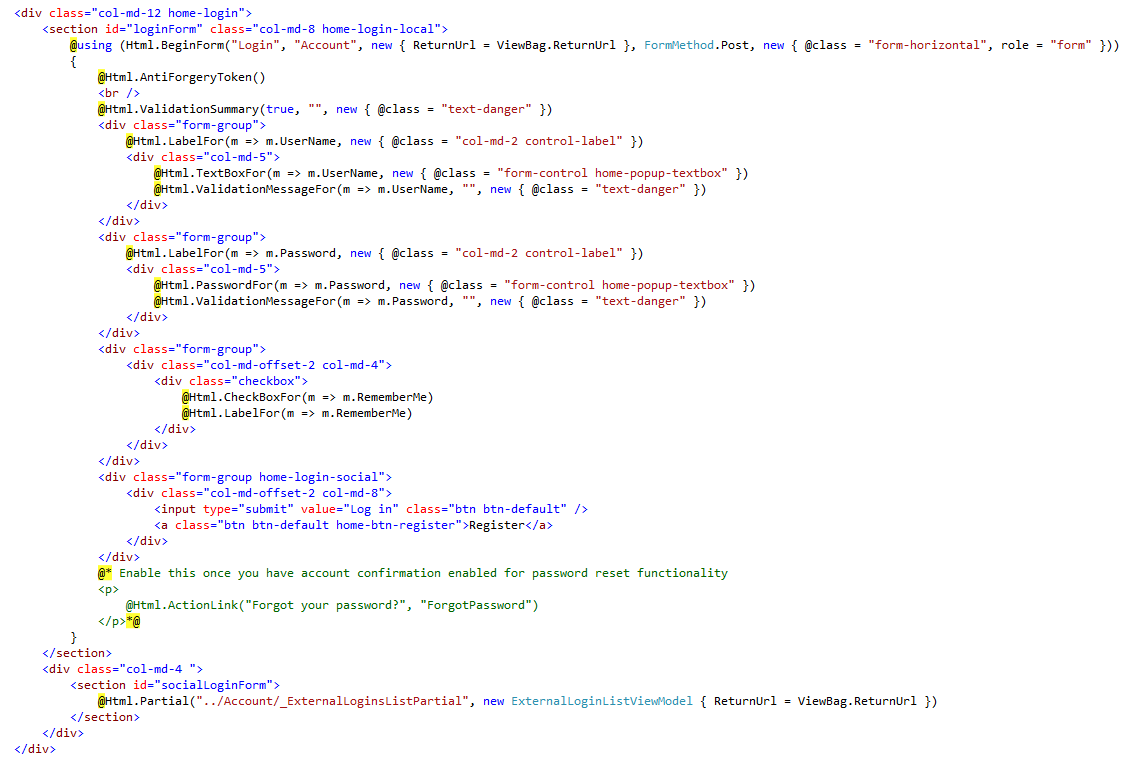 <div class="col-md-12 home-login">
    <section id="loginForm" class="col-md-8 home-login-local">
        @using (Html.BeginForm("Login", "Account", new { ReturnUrl = ViewBag.ReturnUrl }, FormMethod.Post, new { @class = "form-horizontal", role = "form" }))
        {
            @Html.AntiForgeryToken()
            <br />
            @Html.ValidationSummary(true, "", new { @class = "text-danger" })
            <div class="form-group">
                @Html.LabelFor(m => m.UserName, new { @class = "col-md-2 control-label" })
                <div class="col-md-5">
                    @Html.TextBoxFor(m => m.UserName, new { @class = "form-control home-popup-textbox" })
                    @Html.ValidationMessageFor(m => m.UserName, "", new { @class = "text-danger" })
                </div>
            </div>
            <div class="form-group">
                @Html.LabelFor(m => m.Password, new { @class = "col-md-2 control-label" })
                <div class="col-md-5">
                    @Html.PasswordFor(m => m.Password, new { @class = "form-control home-popup-textbox" })
                    @Html.ValidationMessageFor(m => m.Password, "", new { @class = "text-danger" })
                </div>
            </div>
            <div class="form-group">
                <div class="col-md-offset-2 col-md-4">
                    <div class="checkbox">
                        @Html.CheckBoxFor(m => m.RememberMe)
                        @Html.LabelFor(m => m.RememberMe)
                    </div>
                </div>
            </div>
            <div class="form-group home-login-social">
                <div class="col-md-offset-2 col-md-8">
                    <input type="submit" value="Log in" class="btn btn-default" />
                    <a class="btn btn-default home-btn-register">Register</a>
                </div>
            </div>
            @* Enable this once you have account confirmation enabled for password reset functionality
            <p>
                @Html.ActionLink("Forgot your password?", "ForgotPassword")
            </p>*@
        }
    </section>
    <div class="col-md-4 ">
        <section id="socialLoginForm">
            @Html.Partial("../Account/_ExternalLoginsListPartial", new ExternalLoginListViewModel { ReturnUrl = ViewBag.ReturnUrl })
        </section>
    </div>
</div>